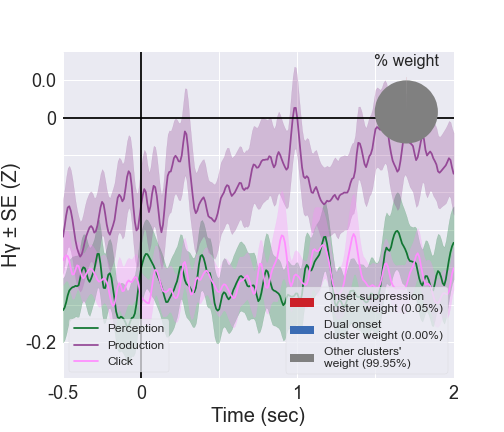 % weight
0.0
0
-0.2
Hγ ± SE (Z)
Perception
Production
Click
Onset suppression
cluster weight (0.05%)
Dual onset
cluster weight (0.00%)
Other clusters'
weight (99.95%)
-0.5
0
1
2
Time (sec)